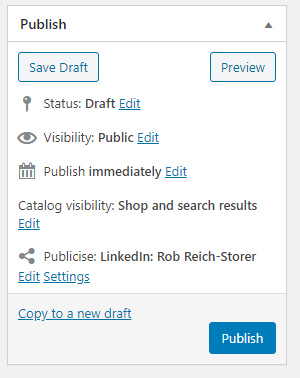 Publish
Save Draft Preview
Status: Draft Edit
Visibility: Public Edit
Publish immediately Edit
Catalog visibility: Shop and search results
Edit
Publicise: LinkedIn: Rob Reich-Storer
Edit Settings
Copy to a new draft
Publish